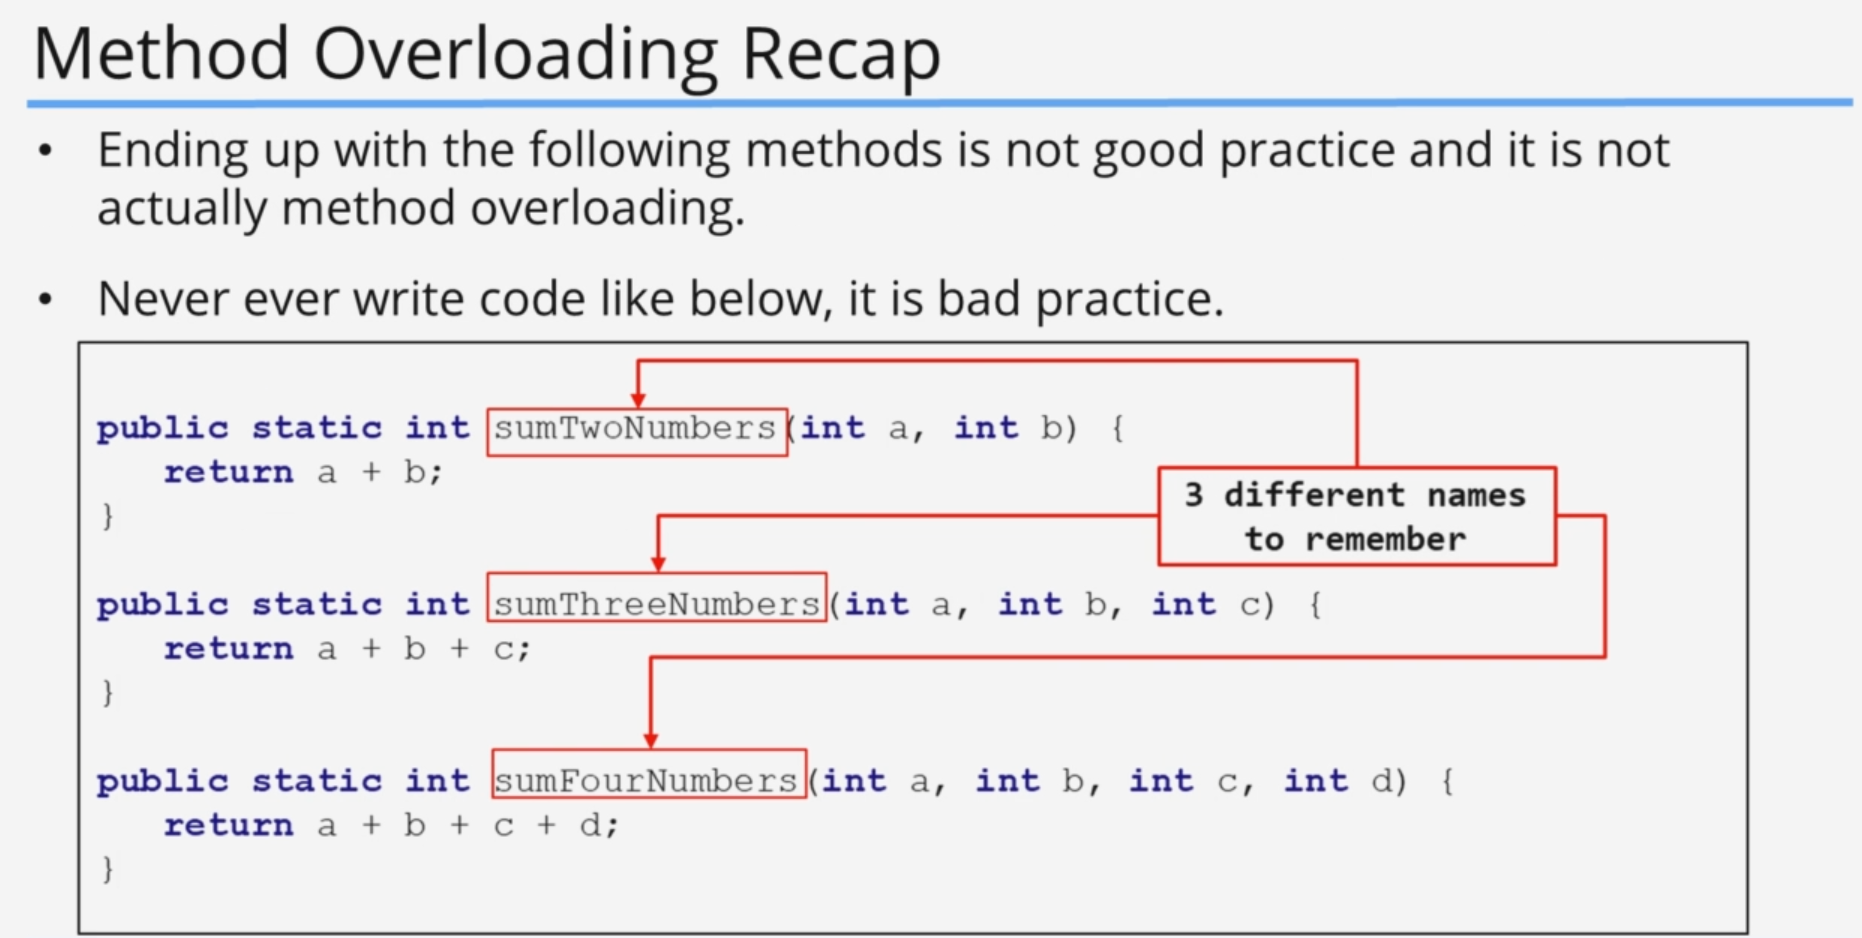 Method Overloading Recap
• Ending up with the following methods is not good practice and it is not
actually method overloading.
• Never ever write code like below, it is bad practice.
public static int sumTwoNumbers(int a, int b) {
return a + b;
}
3 different names
to remember
public static int sumThreeNumbers(int a, int b, int c) {
return a + b + c;
}
public static int sumFourNumbers(int a, int b, int c, int d) {
return a + b + c + d;
}